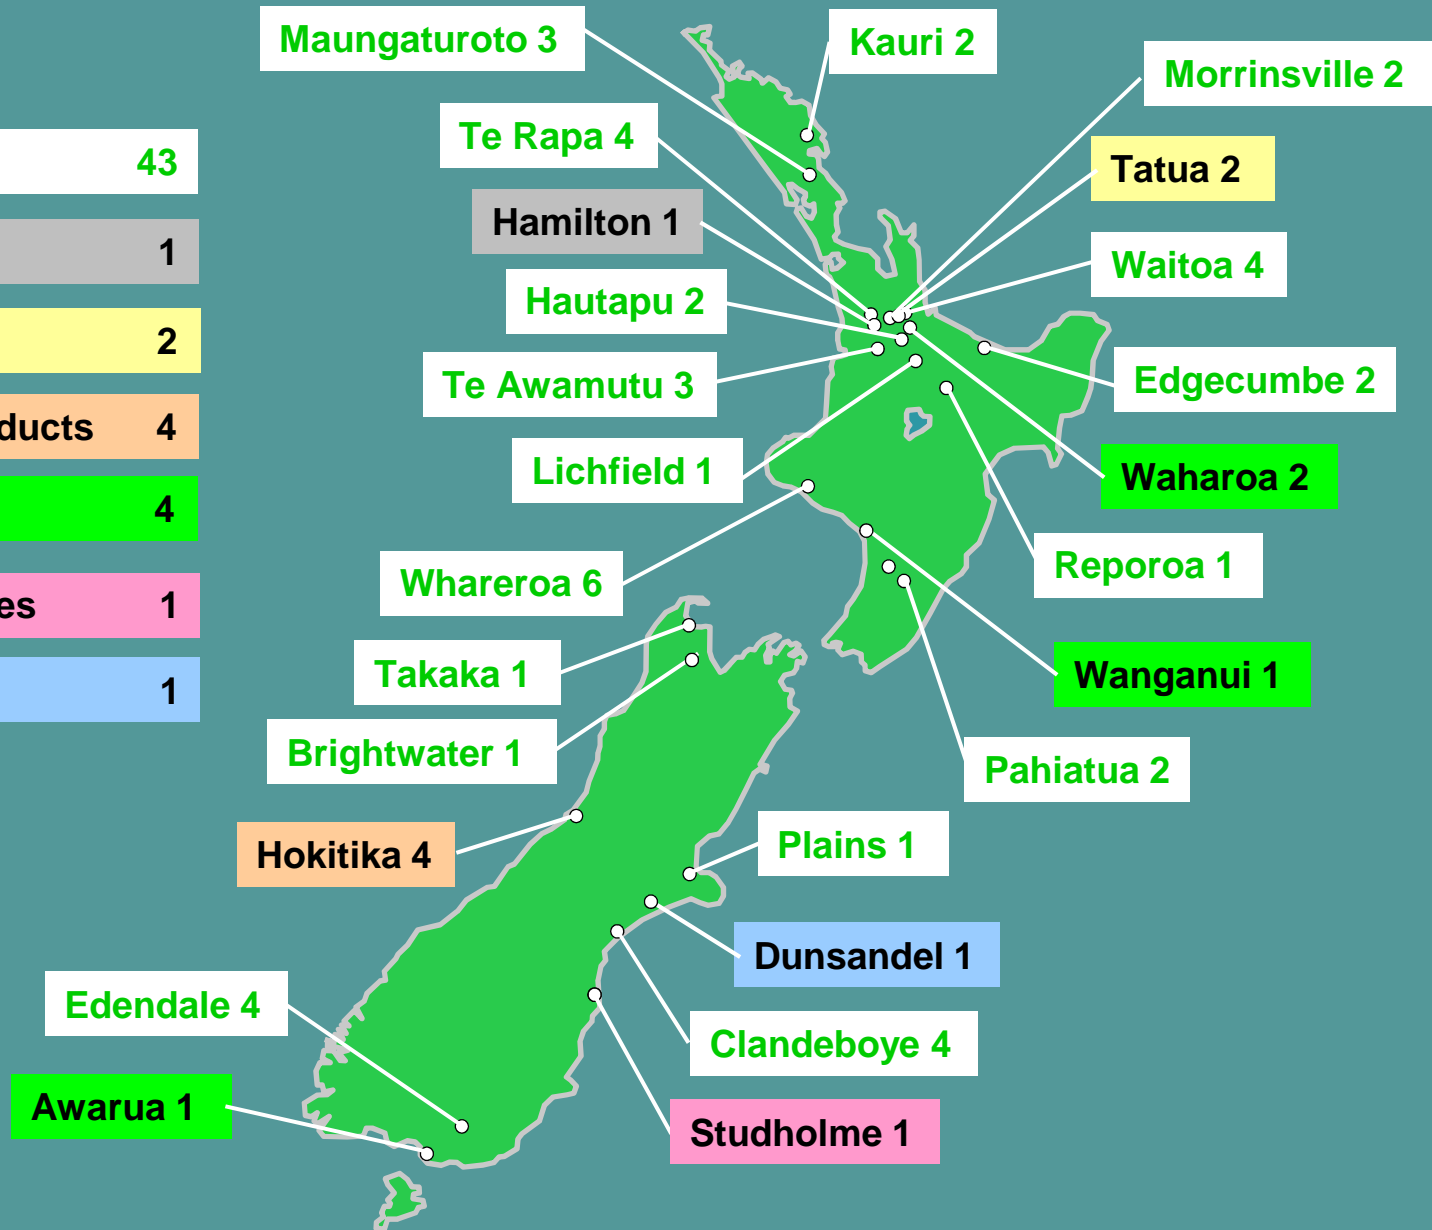 43
1
2
ducts 4
4
es 1
1
Maungaturoto 3
Kauri 2
Morrinsville 2
Te Rapa 4
Tatua 2
Hamilton 1
Waitoa 4
Hautapu 2
Te Awamutu 3
Edgecumbe 2
Lichfield 1
Waharoa 2
Whareroa 6
Reporoa 1
Takaka 1
Wanganui 1
Brightwater 1
Pahiatua 2
Hokitika 4
Plains 1
Dunsandel 1
Edendale 4
Clandeboye 4
Awarua 1
Studholme 1